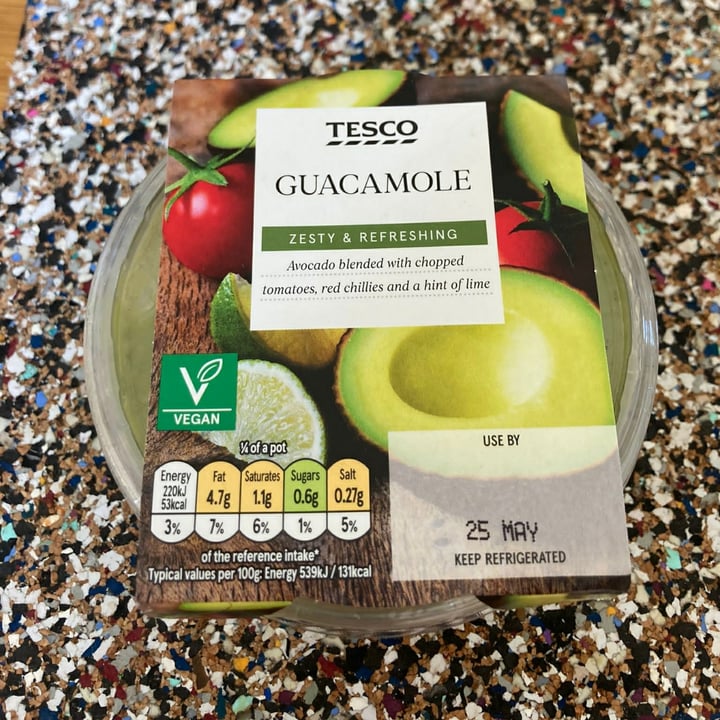 TESCO
GUACAMOLE
ZESTY & REFRESHING
Avocado blended with chopped
tomatoes, red chillies and a hint of lime
V
VEGAN
¼ of a pot
Energy
220kJ
53kcal
3%
Fat
4.7g
7%
Saturates
1.1g
6%
Sugars
0.6g
1%
Salt
0.27g
5%
of the reference intake*
Typical values per 100g: Energy 539kJ / 131kcal
USE BY
25 MAY
KEEP REFRIGERATED